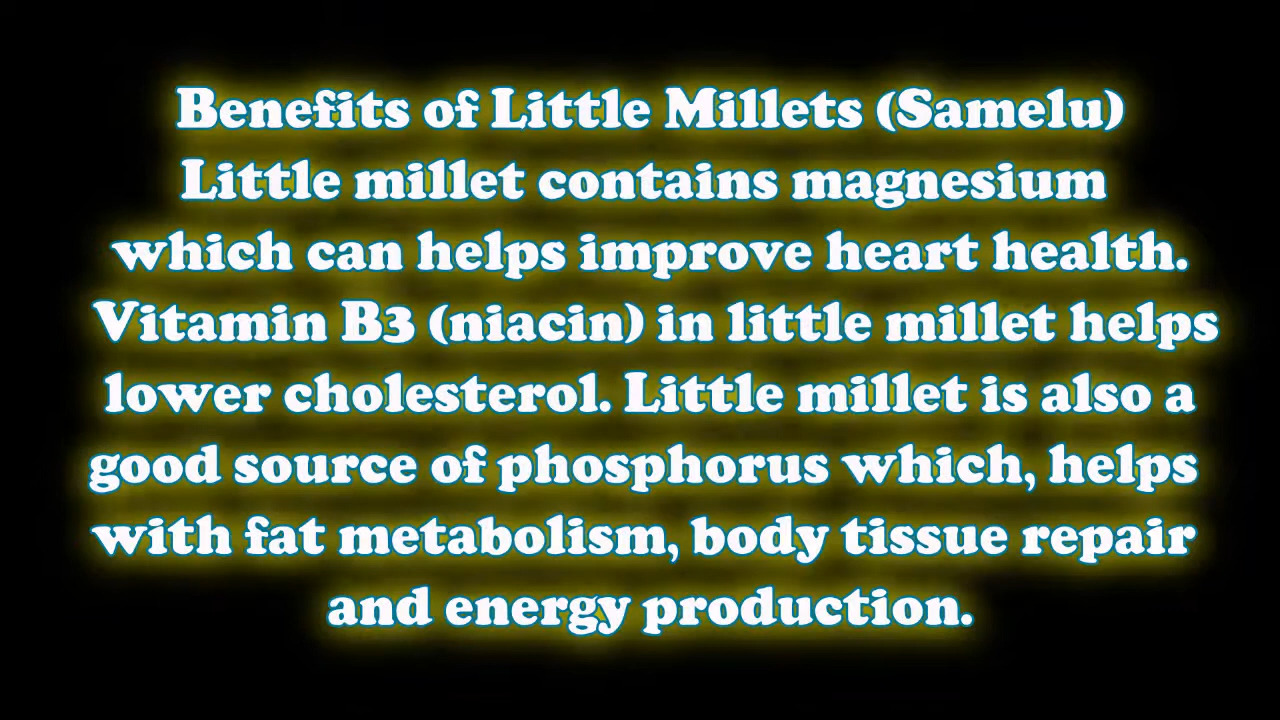 Benefits of Little Millets (Samelu)
Little millet contains magnesium
which can helps improve heart health.
Vitamin B3 (niacin) in little millet helps
lower cholesterol. Little millet is also a
good source of phosphorus which, helps
with fat metabolism, body tissue repair
and energy production.